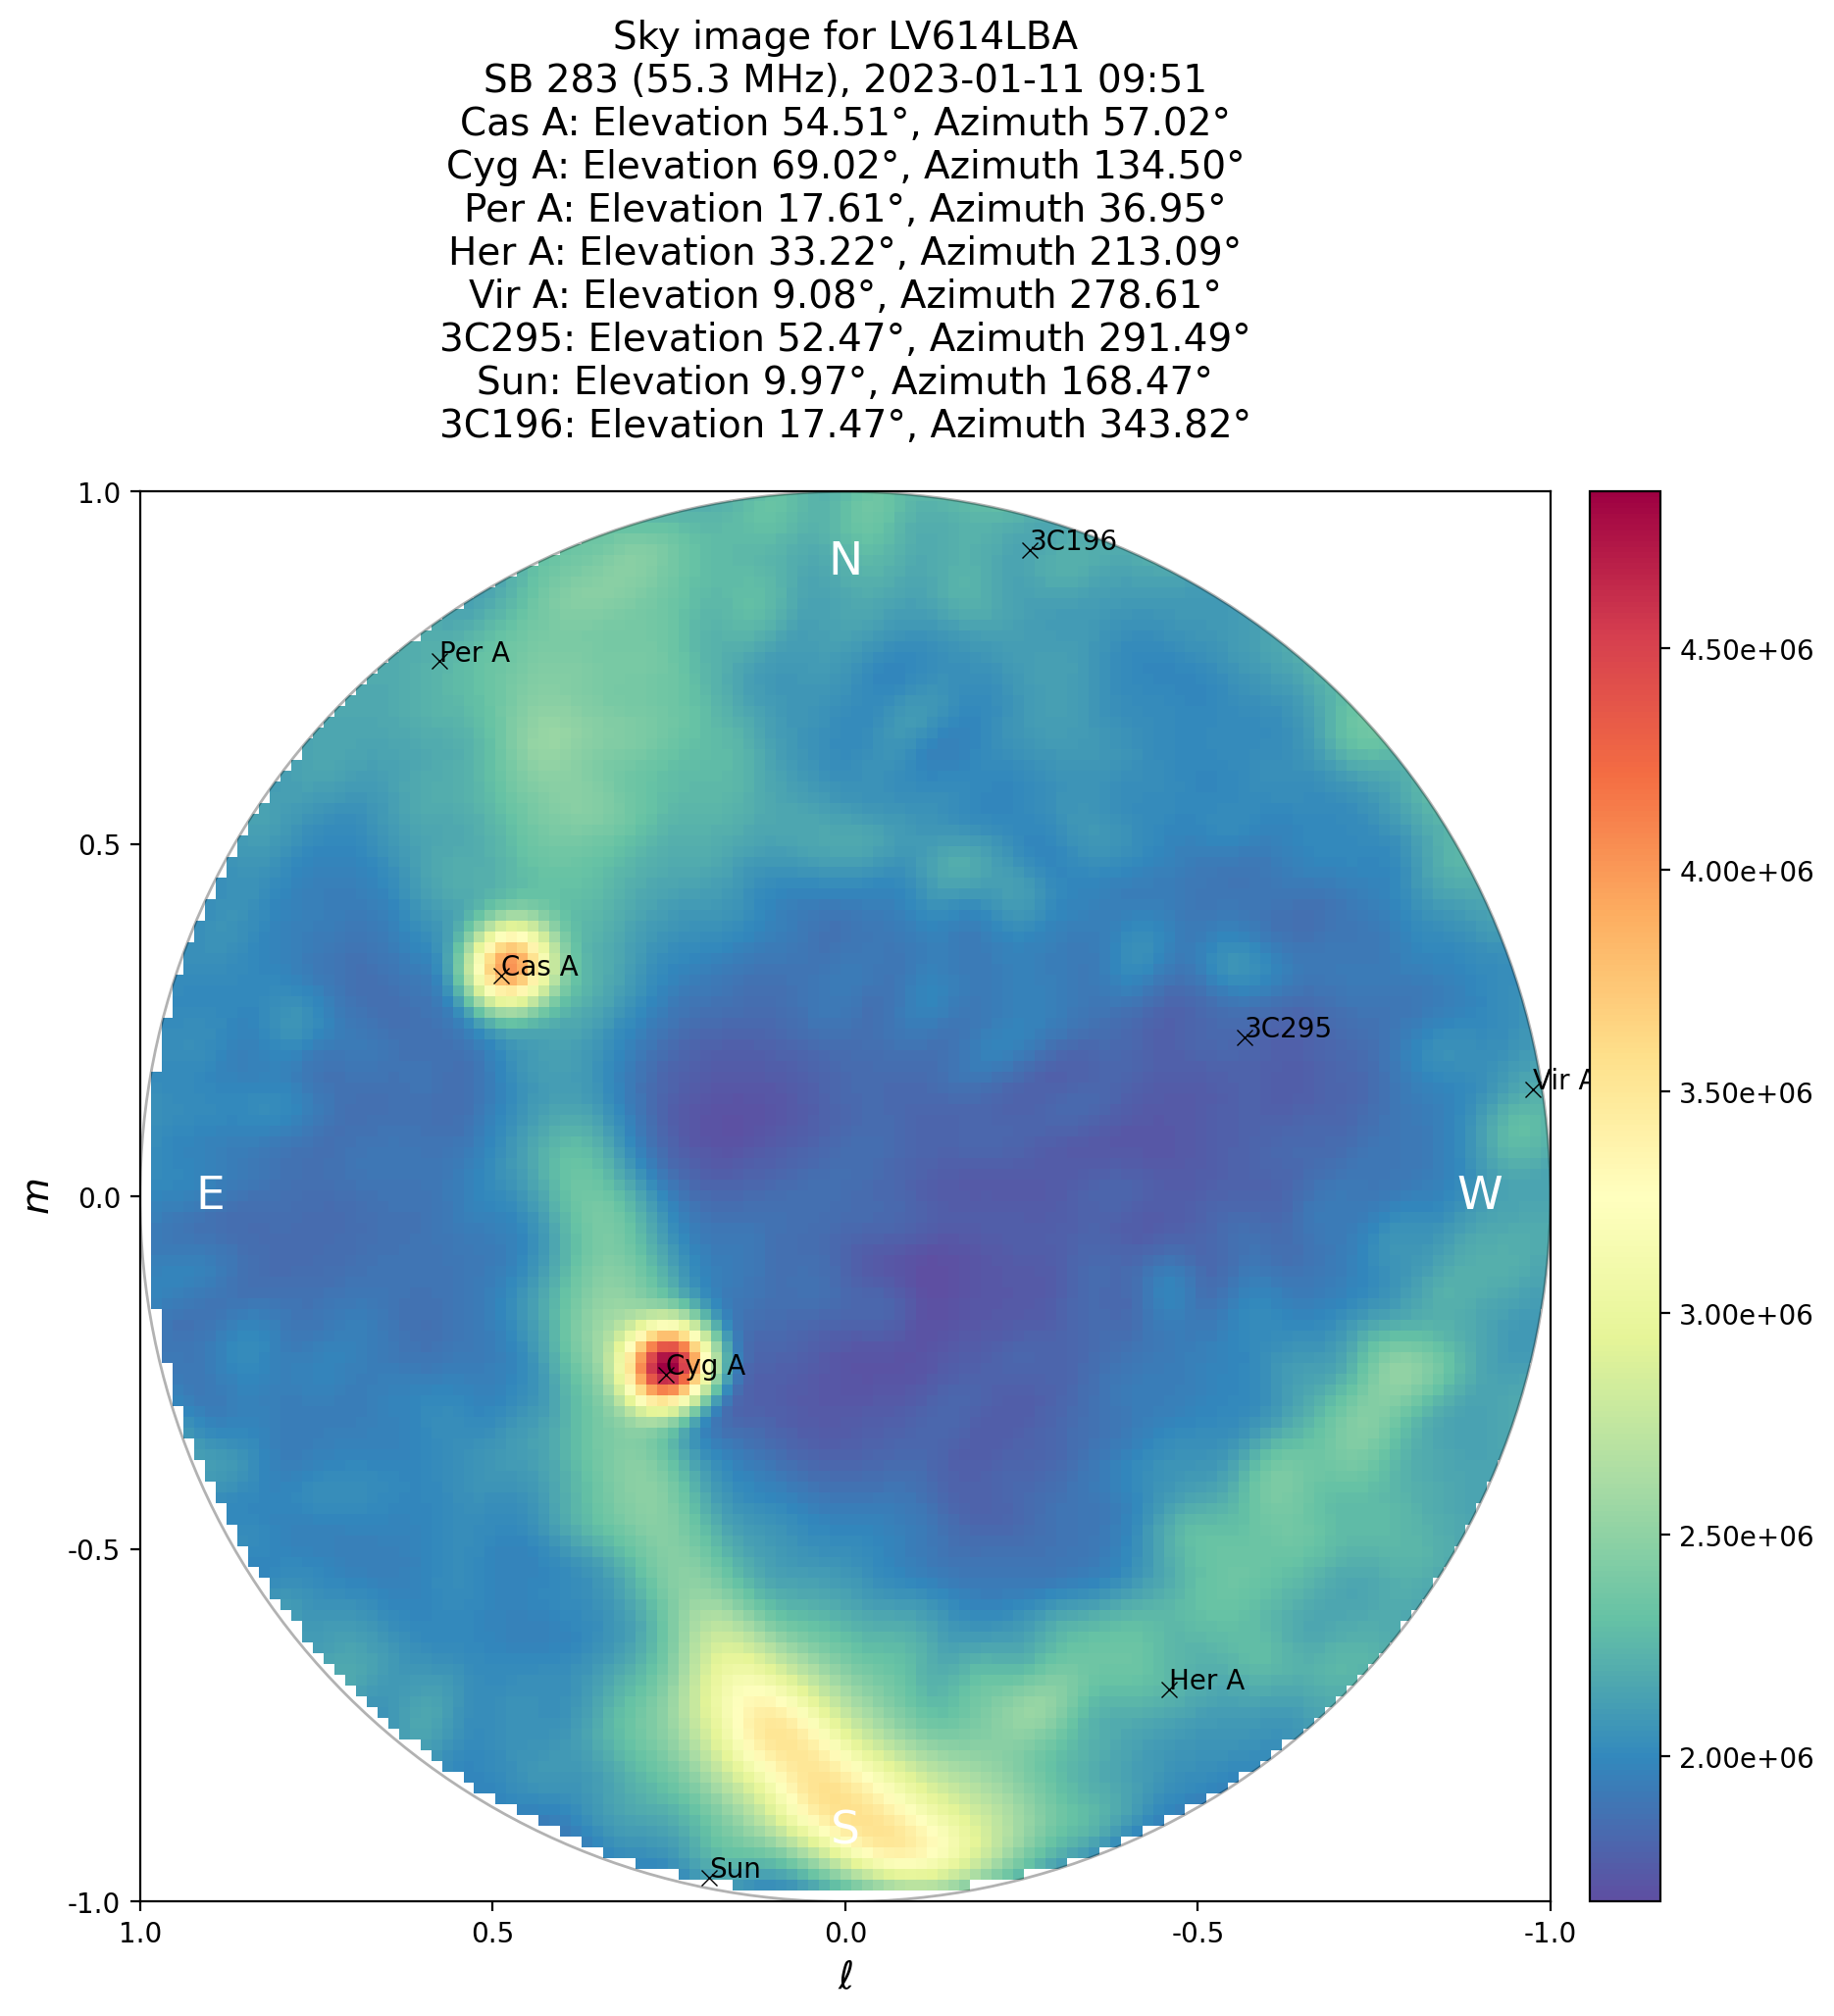 Sky image for LV614LBA
SB 283 (55.3 MHz), 2023-01-11 09:51
Cas A: Elevation 54.51°, Azimuth 57.02°
Cyg A: Elevation 69.02°, Azimuth 134.50°
Per A: Elevation 17.61°, Azimuth 36.95°
Her A: Elevation 33.22°, Azimuth 213.09°
Vir A: Elevation 9.08°, Azimuth 278.61°
3C295: Elevation 52.47°, Azimuth 291.49°
Sun: Elevation 9.97°, Azimuth 168.47°
3C196: Elevation 17.47°, Azimuth 343.82°
1.0
3C196
N
Per A
4.50e+06
0.5
4.00e+06
Cas A
3C295
Vir A
3.50e+06
m
0.0
E
W
3.00e+06
Cyg A
2.50e+06
-0.5
Her A
2.00e+06
S
Sun
-1.0
1.0
0.5
0.0
-0.5
-1.0
ℓ